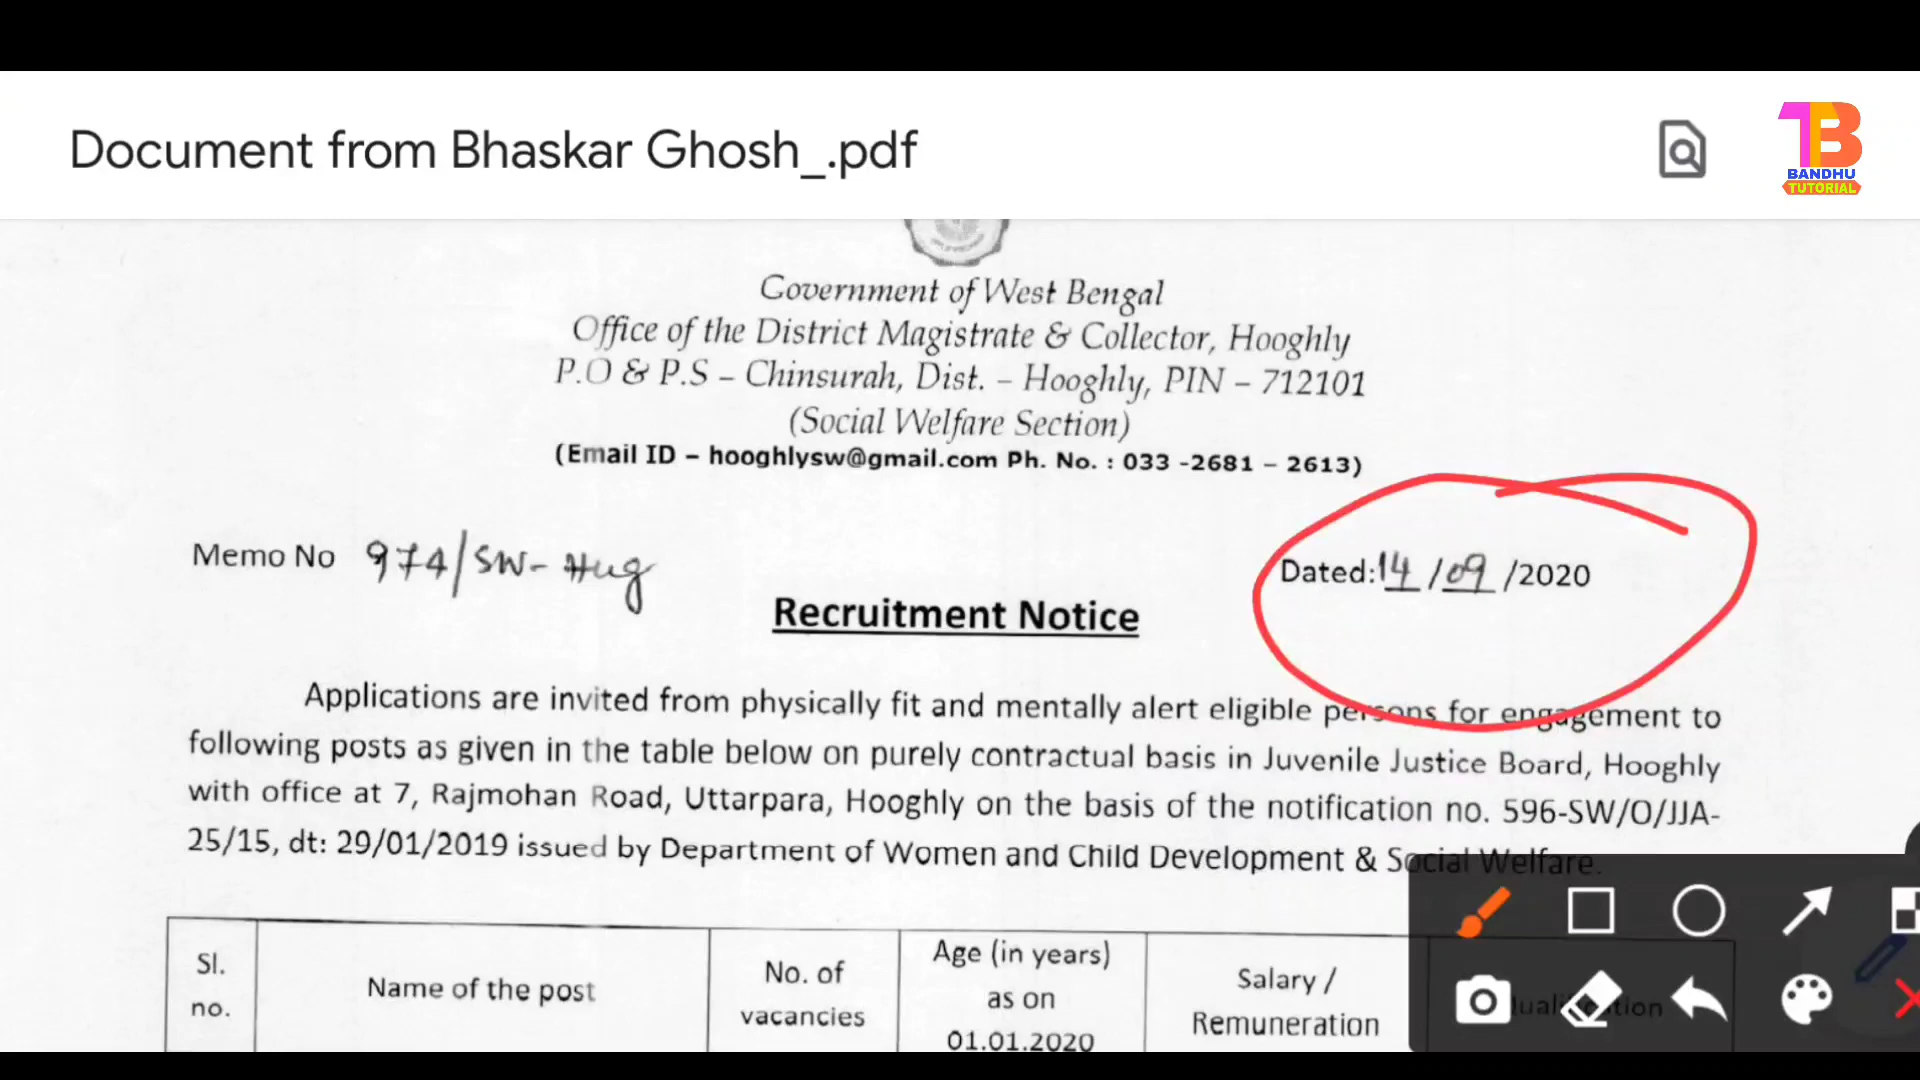 Document from Bhaskar Ghosh_.pdf
BANDHU
TUTORIAL
Government of West Bengal
Office of the District Magistrate & Collector, Hooghly
P.O & P.S – Chinsurah, Dist. – Hooghly, PIN – 712101
(Social Welfare Section)
(Email ID – hooghlysw@gmail.com Ph. No. : 033 -2681 – 2613)
Memo No 974/SW-Hug
Dated:14/09/2020
Recruitment Notice
Applications are invited from physically fit and mentally alert eligible persons for engagement to
following posts as given in the table below on purely contractual basis in Juvenile Justice Board, Hooghly
with office at 7, Rajmohan Road, Uttarpara, Hooghly on the basis of the notification no. 596-SW/O/JJA-
25/15, dt: 29/01/2019 issued by Department of Women and Child Development & Social Welfare.
Sl.
no.
Name of the post
No. of
vacancies
Age (in years)
as on
01.01.2020
Salary /
Remuneration